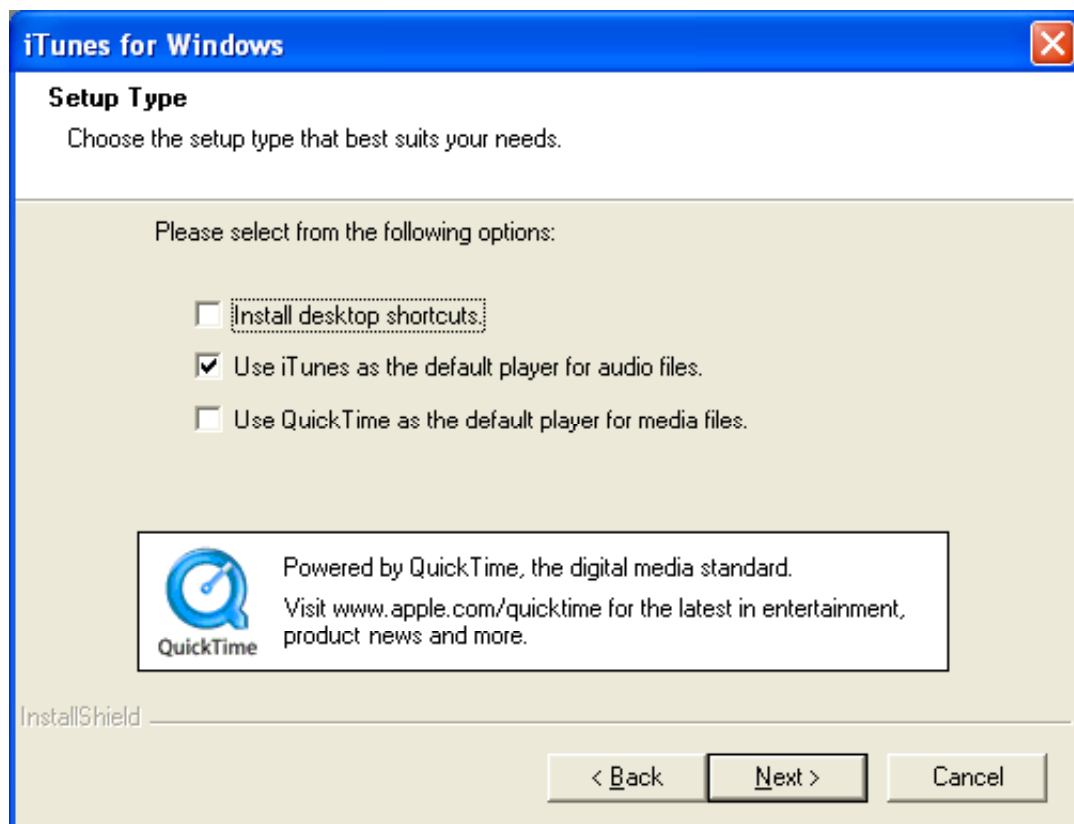 iTunes for Windows
Setup Type
Choose the setup type that best suits your needs.
Please select from the following options:
Install desktop shortcuts.
Use iTunes as the default player for audio files.
Use QuickTime as the default player for media files.
Powered by QuickTime, the digital media standard.
Visit www.apple.com/quicktime for the latest in entertainment,
product news and more.
QuickTime
InstallShield
< Back
Next >
Cancel